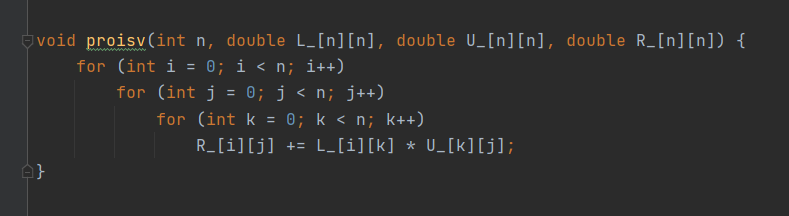 void proisv(int n, double L_[n][n], double U_[n][n], double R_[n][n]) {
    for (int i = 0; i < n; i++)
        for (int j = 0; j < n; j++)
            for (int k = 0; k < n; k++)
                R_[i][j] += L_[i][k] * U_[k][j];
}